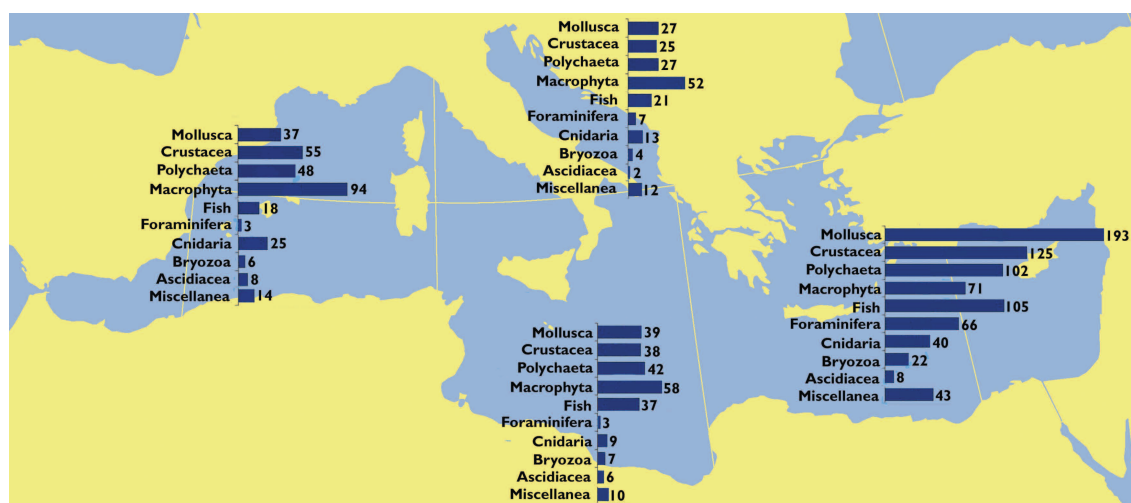 Mollusca 27
Crustacea 25
Polychaeta 27
Macrophyta 52
Fish 21
Foraminifera 7
Cnidaria 13
Bryozoa 4
Ascidiacea 2
Miscellanea 12
Mollusca 37
Crustacea 55
Polychaeta 48
Macrophyta 94
Fish 18
Foraminifera 3
Cnidaria 25
Bryozoa 6
Ascidiacea 8
Miscellanea 14
Mollusca 193
Crustacea 125
Polychaeta 102
Macrophyta 71
Fish 105
Foraminifera 66
Cnidaria 40
Bryozoa 22
Ascidiacea 8
Miscellanea 43
Mollusca 39
Crustacea 38
Polychaeta 42
Macrophyta 58
Fish 37
Foraminifera 3
Cnidaria 9
Bryozoa 7
Ascidiacea 6
Miscellanea 10